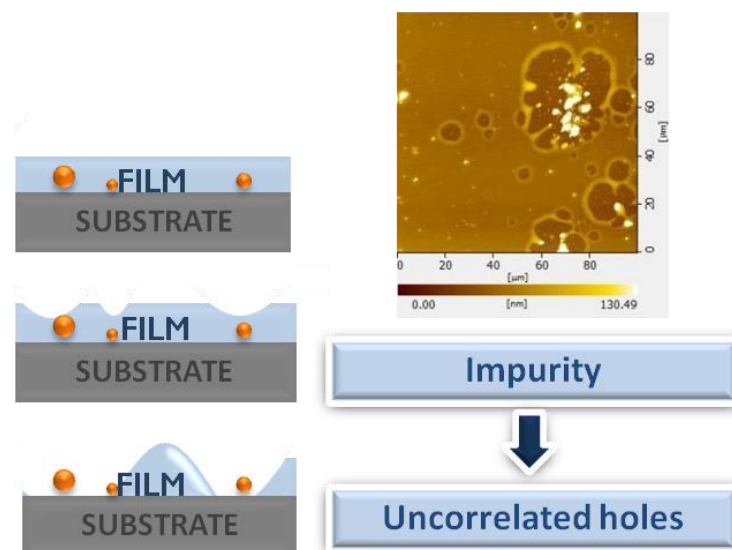 FILM
SUBSTRATE
80
60
40
20
0
[µm]
0 20 40 60 80
[µm]
0.00 [nm] 130.49
FILM
SUBSTRATE
Impurity
FILM
SUBSTRATE
Uncorrelated holes